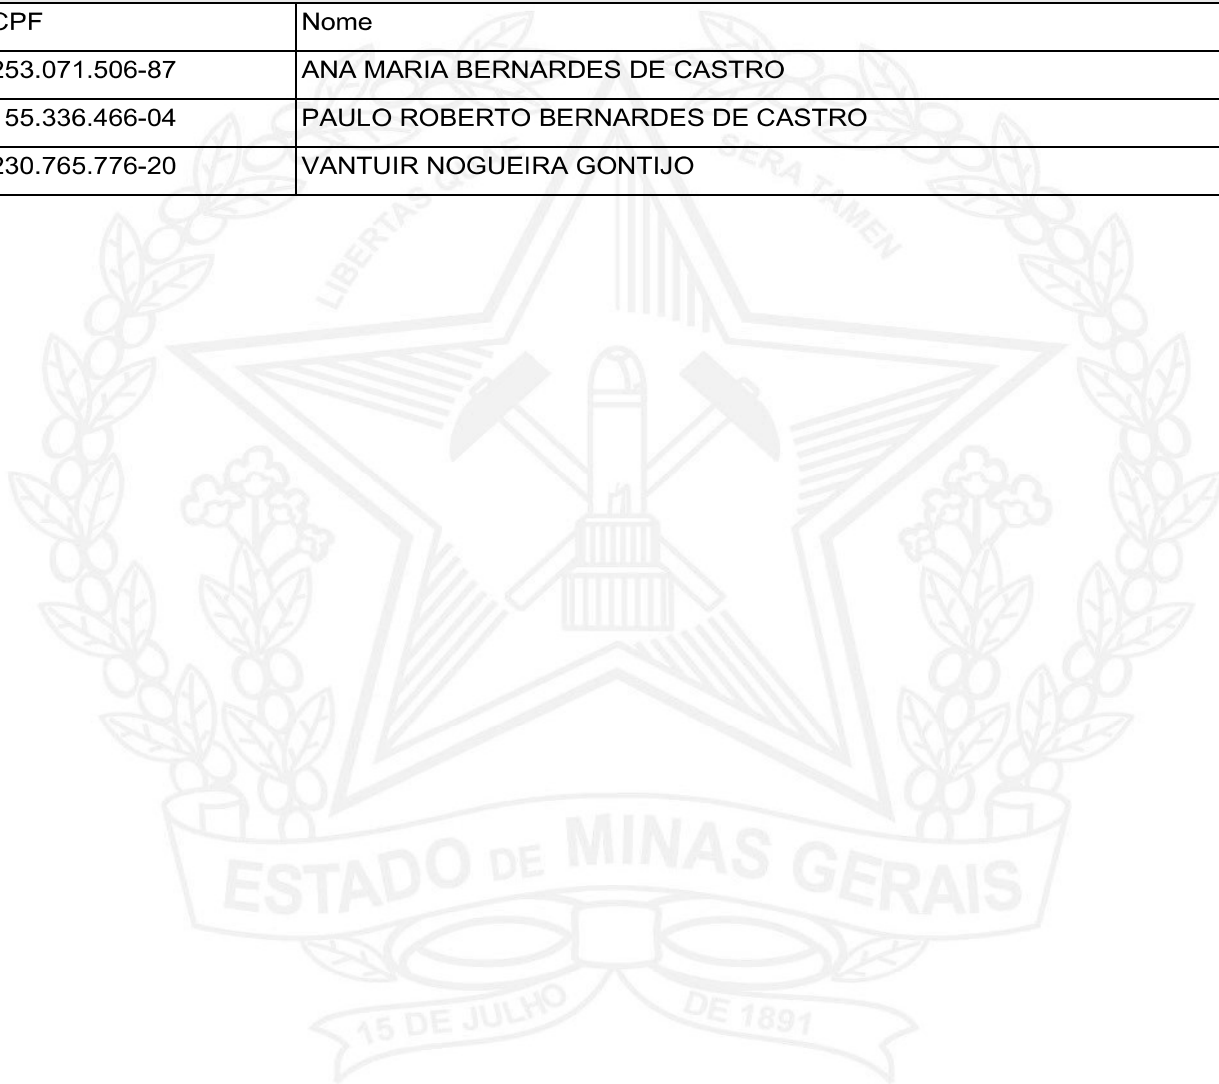 CPF Nome
253.071.506-87 ANA MARIA BERNARDES DE CASTRO
55.336.466-04 PAULO ROBERTO BERNARDES DE CASTRO
230.765.776-20 VANTUIR NOGUEIRA GONTIJO
LIBERTAS QUAE SERA TAMEN
ESTADO DE MINAS GERAIS
15 DE JULHO DE 1891